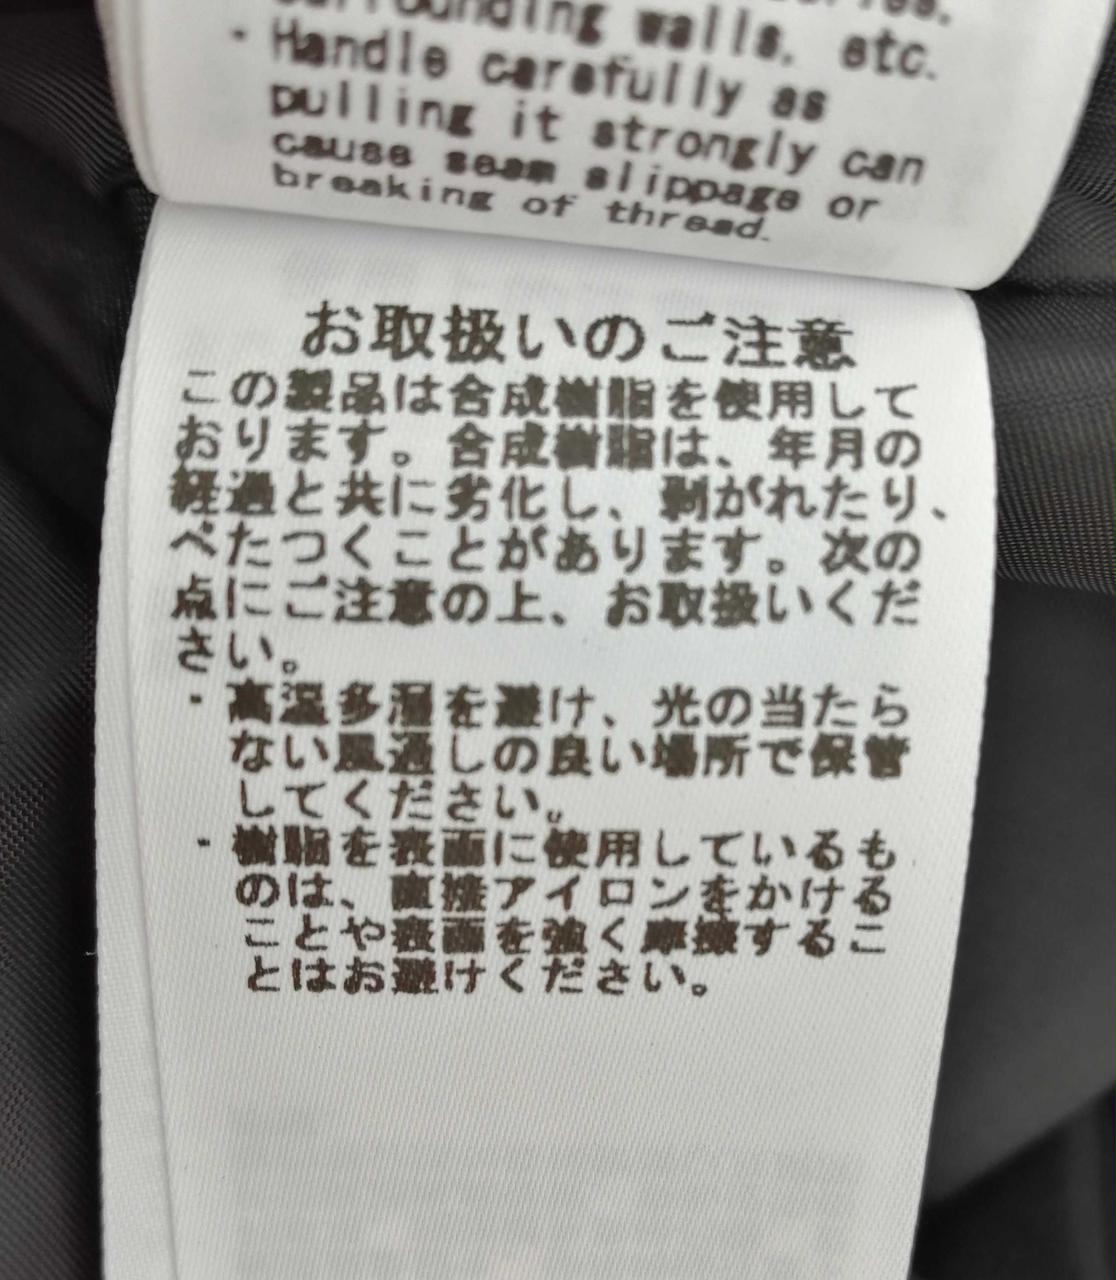 surrounding walls, etc.
・Handle carefully as
pulling it strongly can
cause seam slippage or
breaking of thread.
お取扱いのご注意
この製品は合成樹脂を使用して
おります。合成樹脂は、年月の
経過と共に劣化し、剥がれたり、
べたつくことがあります。次の
点にご注意の上、お取扱いくだ
さい。
・高温多湿を避け、光の当たら
ない風通しの良い場所で保管
してください。
・樹脂を表面に使用しているも
のは、直接アイロンをかける
ことや表面を強く摩擦するこ
とはお避けください。